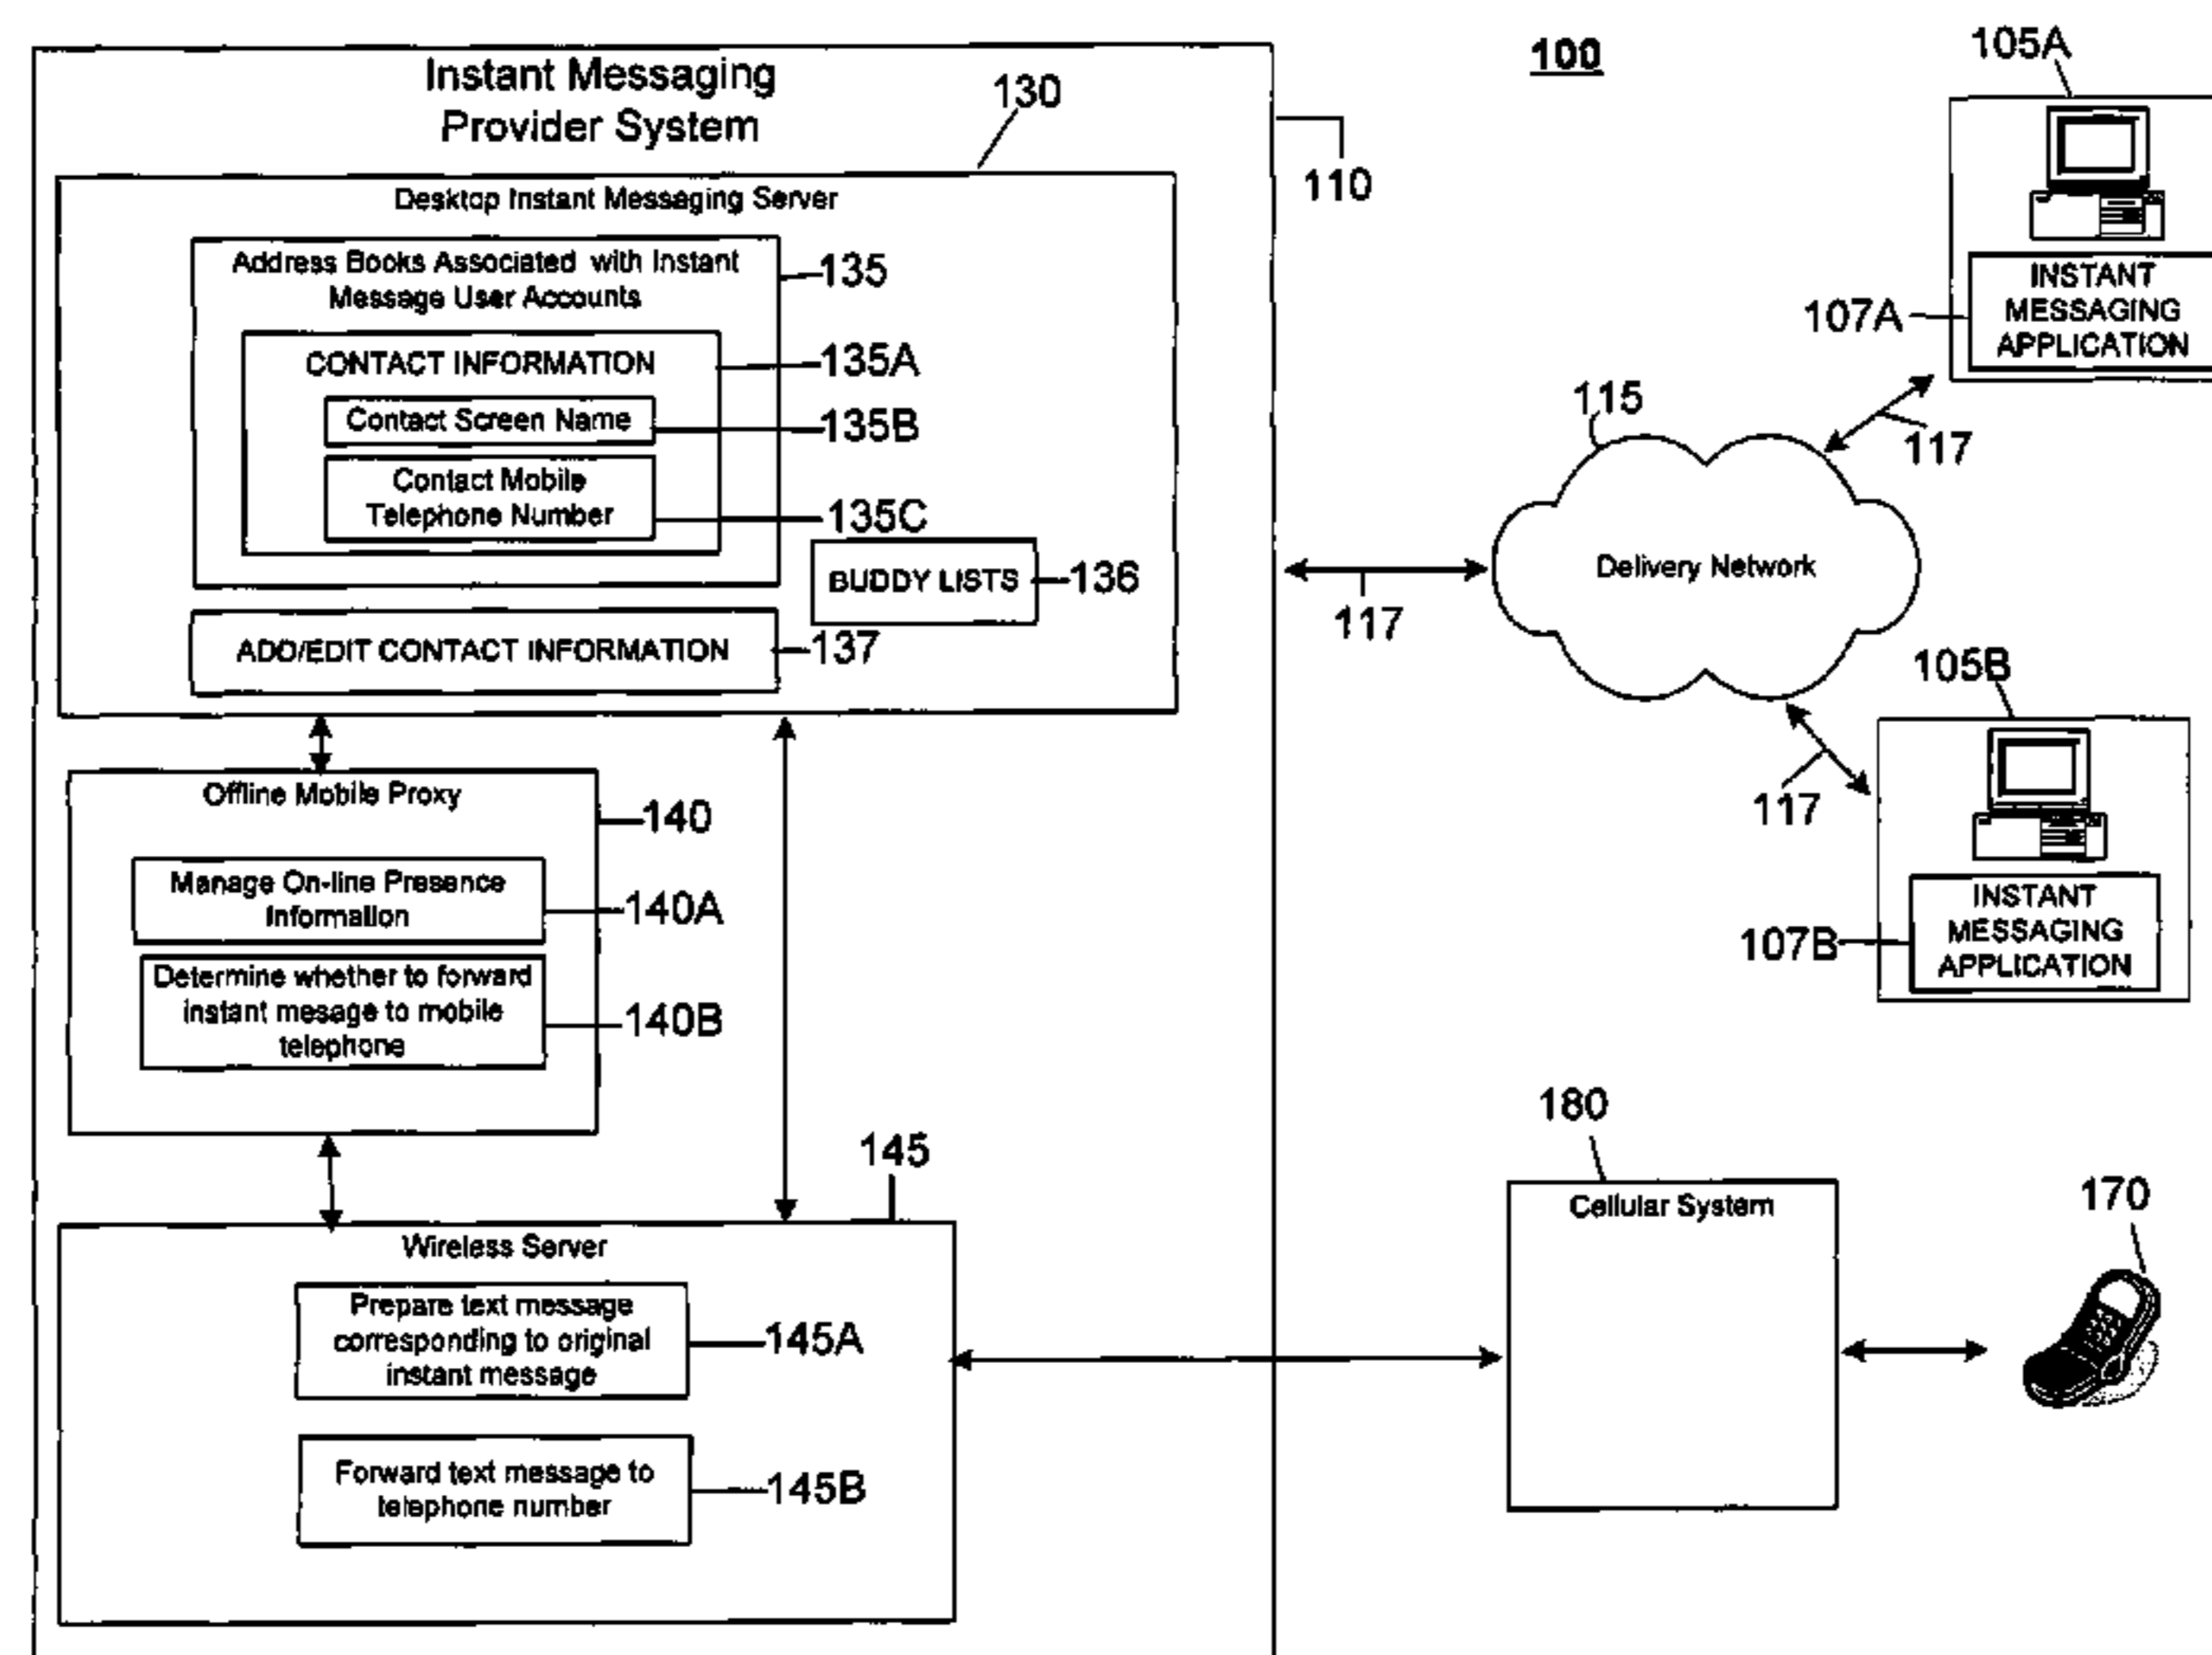 Instant Messaging
Provider System
100
105A
130
110
Desktop Instant Messaging Server
Address Books Associated with Instant
Message User Accounts
135
CONTACT INFORMATION
135A
Contact Screen Name
135B
Contact Mobile
Telephone Number
135C
BUDDY LISTS
136
ADD/EDIT CONTACT INFORMATION
137
INSTANT
MESSAGING
APPLICATION
107A
115
117
Delivery Network
117
105B
117
INSTANT
MESSAGING
APPLICATION
107B
Offline Mobile Proxy
140
Manage On-line Presence
Information
140A
Determine whether to forward
instant mesage to mobile
telephone
140B
145
Wireless Server
Prepare text message
corresponding to original
instant message
145A
Forward text message to
telephone number
145B
180
Cellular System
170